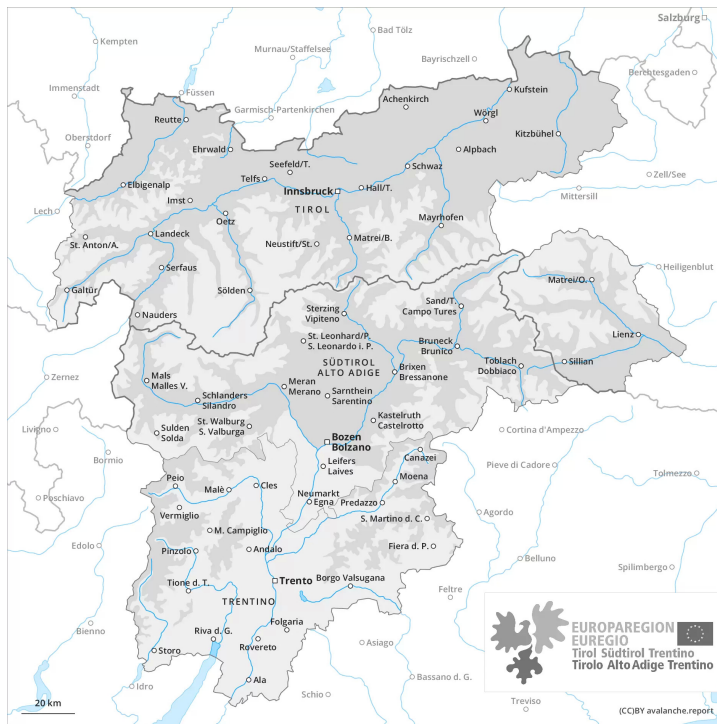 Salzburg
Kempten
Bad Tölz
Murnau/Staffelsee
Bayrischzell
Berchtesgaden
Immenstadt
Füssen
Achenkirch
Kufstein
Garmisch-Partenkirchen
Reutte
Wörgl
Oberstdorf
Kitzbühel
Ehrwald
Alpbach
Seefeld/T.
Schwaz
Telfs
Zell/See
Elbigenalp
Innsbruck
Hall/T.
Mittersill
Imst
TIROL
Lech
Oetz
Mayrhofen
Landeck
Matrei/B.
St. Anton/A.
Neustift/St.
Serfaus
Heiligenblut
Matrei/O.
Galtür
Sölden
Sand/T.
Campo Tures
Nauders
Sterzing
Vipiteno
Lienz
St. Leonhard/P.
S. Leonardo i. P.
Bruneck
Brunico
Toblach
Dobbiaco
Sillian
SÜDTIROL
ALTO ADIGE
Brixen
Bressanone
Zernez
Mals
Malles V.
Meran
Merano
Sarnthein
Sarentino
Schlanders
Silandro
Kastelruth
Castelrotto
St. Walburg
S. Valburga
Livigno
Sulden
Solda
Cortina d'Ampezzo
Bozen
Bolzano
Bormio
Canazei
Leifers
Laives
Pieve di Cadore
Tolmezzo
Peio
Moena
Malè
Cles
Poschiavo
Neumarkt
Egna
Predazzo
Vermiglio
Agordo
S. Martino d. C.
M. Campiglio
Edolo
Pinzolo
Andalo
Fiera d. P.
Belluno
Spilimbergo
Trento
Borgo Valsugana
Tione d. T.
Feltre
TRENTINO
Folgaria
Bienno
Riva d. G.
Rovereto
Asiago
Storo
Bassano d. G.
Idro
Ala
Schio
Treviso
EUROPAREGION
EUREGIO
Tirol Südtirol Trentino
Tirolo Alto Adige Trentino
20 km
(CC)BY avalanche.report